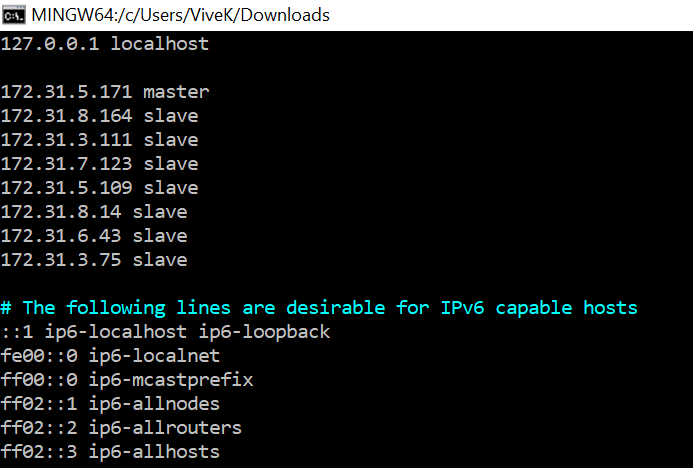 MINGW64:/c/Users/ViveK/Downloads
127.0.0.1 localhost
172.31.5.171 master
172.31.8.164 slave
172.31.3.111 slave
172.31.7.123 slave
172.31.5.109 slave
172.31.8.14 slave
172.31.6.43 slave
172.31.3.75 slave
# The following lines are desirable for IPv6 capable hosts
::1 ip6-localhost ip6-loopback
fe00::0 ip6-localnet
ff00::0 ip6-mcastprefix
ff02::1 ip6-allnodes
ff02::2 ip6-allrouters
ff02::3 ip6-allhosts